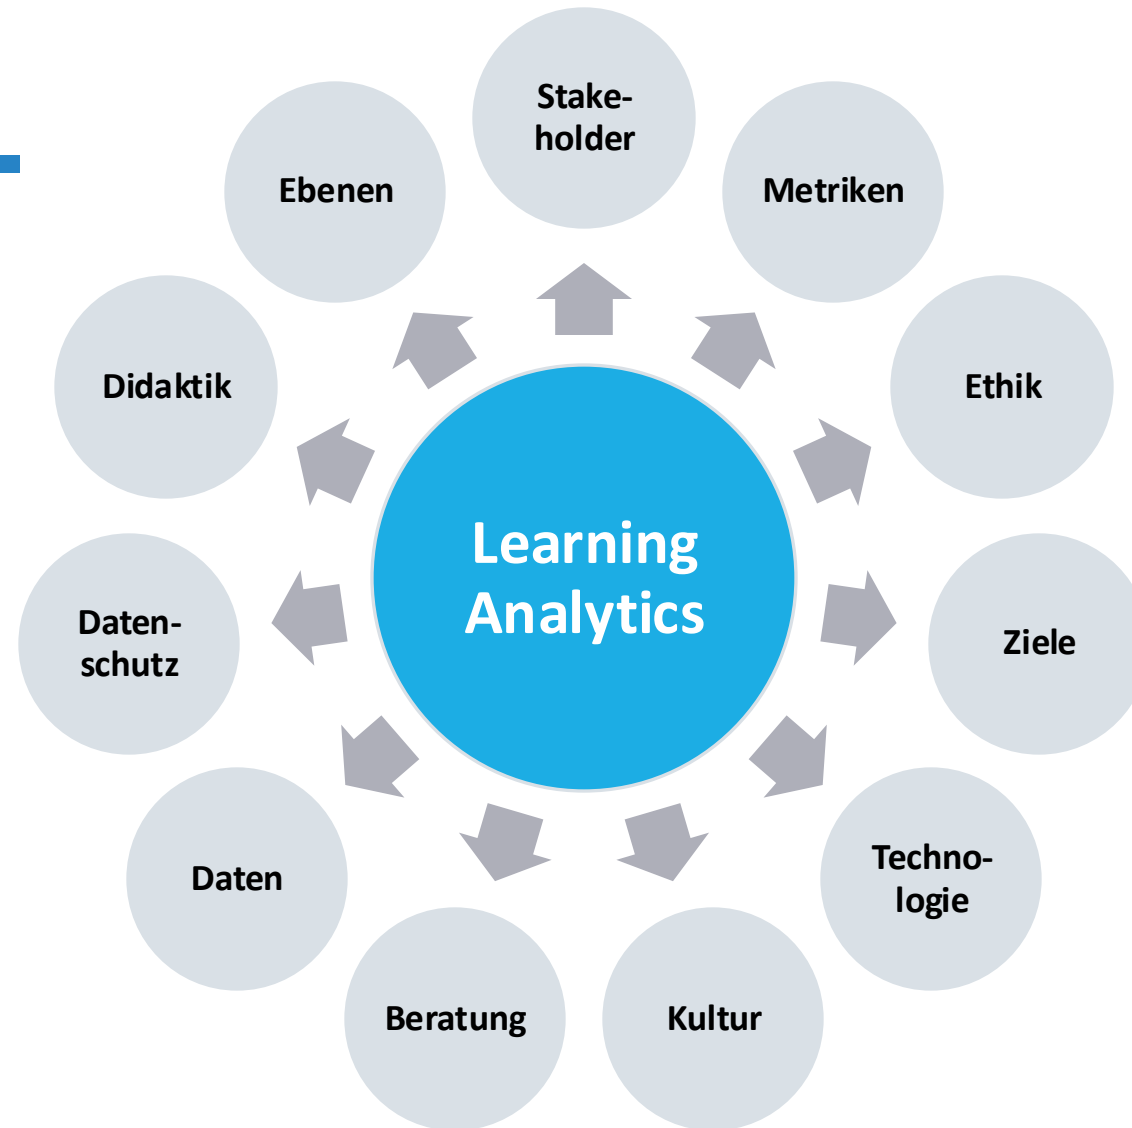 Stake-
holder
Metriken
Ethik
Ziele
Techno-
logie
Kultur
Beratung
Daten
Daten-
schutz
Didaktik
Ebenen
Learning
Analytics